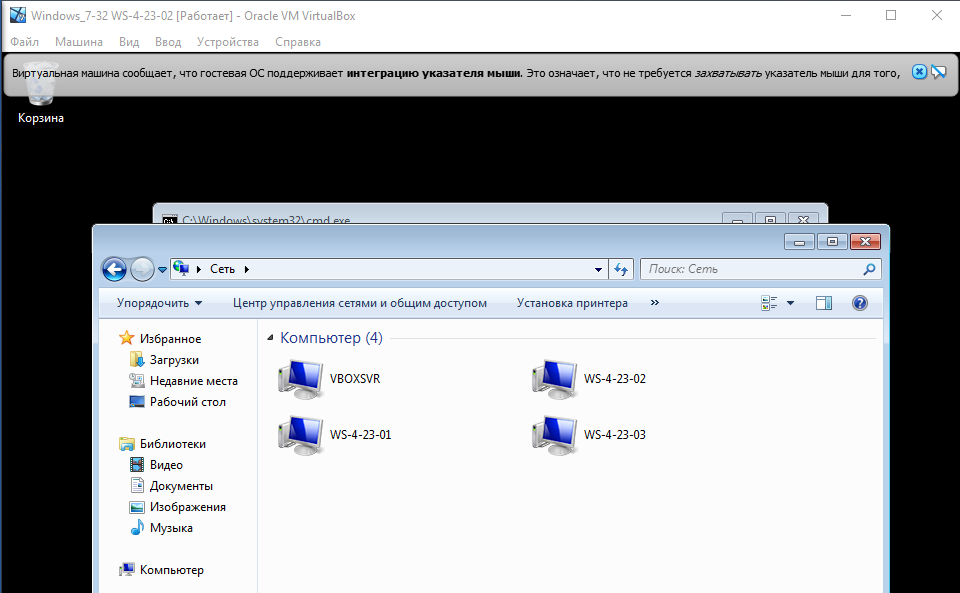 Windows_7-32 WS-4-23-02 [Работает] - Oracle VM VirtualBox
Файл Машина Вид Ввод Устройства Справка
Виртуальная машина сообщает, что гостевая ОС поддерживает интеграцию указателя мыши. Это означает, что не требуется захватывать указатель мыши для того,
Корзина
C:\Windows\system32\cmd.exe
Сеть
Поиск: Сеть
Упорядочить Центр управления сетями и общим доступом Установка принтера »
Избранное
Загрузки
Недавние места
Рабочий стол
Библиотеки
Видео
Документы
Изображения
Музыка
Компьютер
Компьютер (4)
VBOXSVR WS-4-23-02
WS-4-23-01 WS-4-23-03